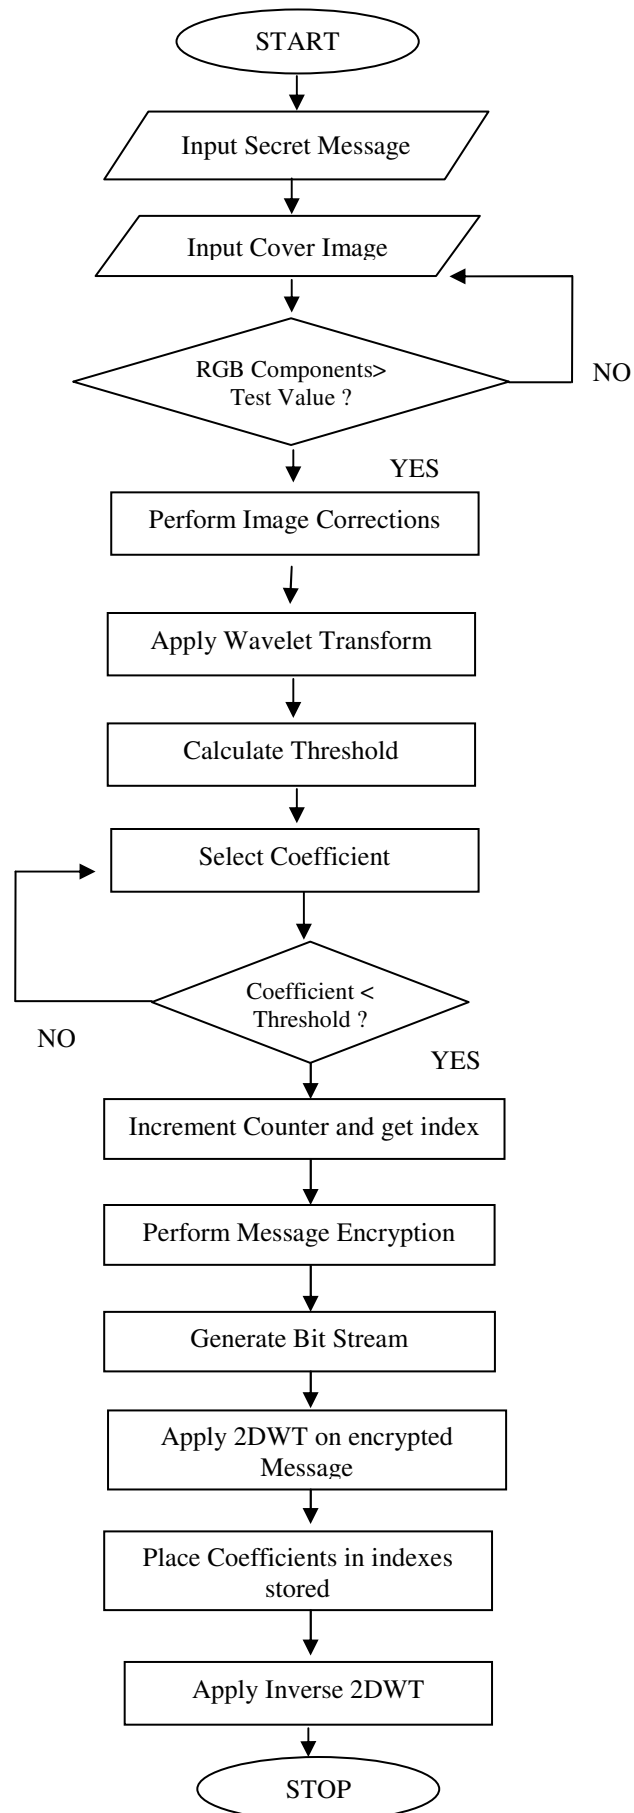 START
Input Secret Message
Input Cover Image
RGB Components>
Test Value ?
NO
YES
Perform Image Corrections
Apply Wavelet Transform
Calculate Threshold
Select Coefficient
Coefficient <
Threshold ?
NO
YES
Increment Counter and get index
Perform Message Encryption
Generate Bit Stream
Apply 2DWT on encrypted
Message
Place Coefficients in indexes
stored
Apply Inverse 2DWT
STOP